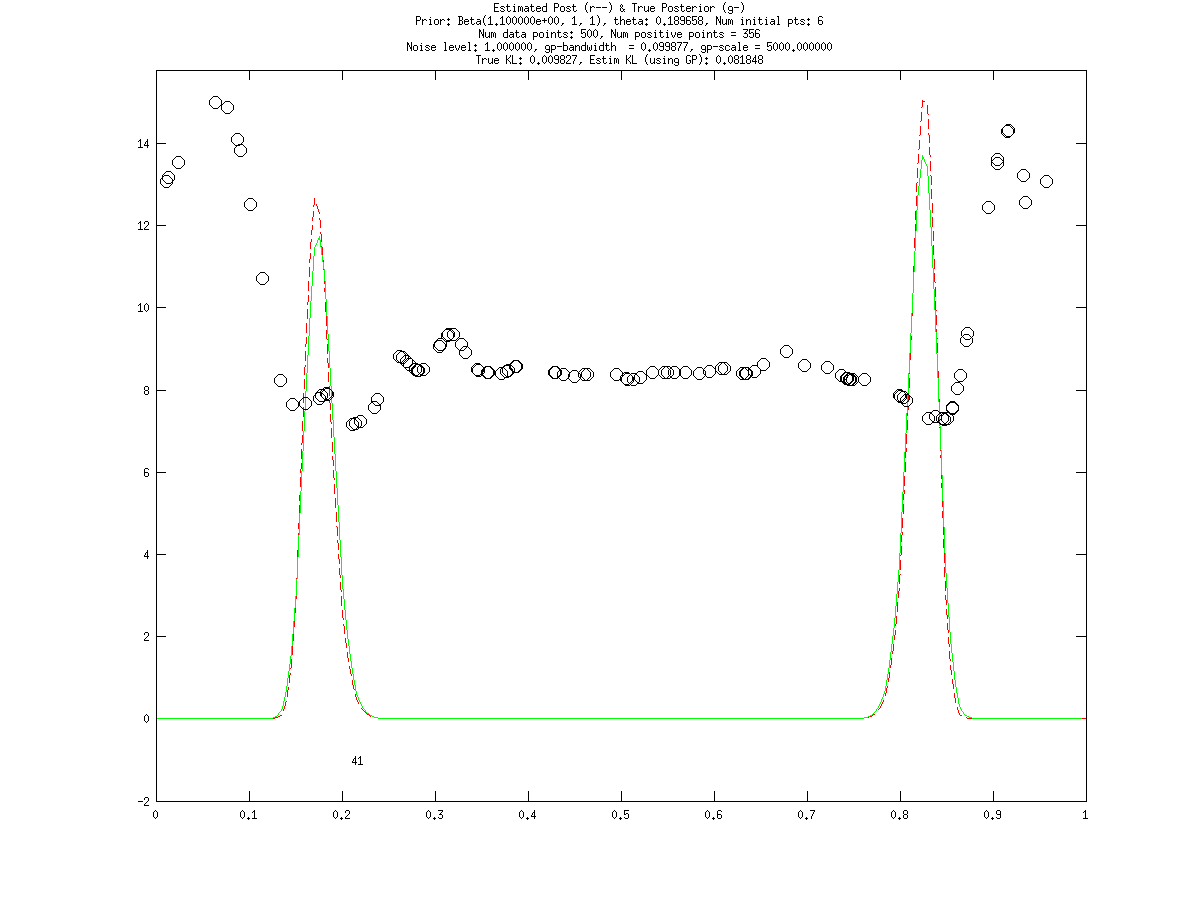 Estimated Post (r--) & True Posterior (g-)
Prior: Beta(1.100000e+00, 1, 1), theta: 0.189658, Num initial pts: 6
Num data points: 500, Num positive points = 356
Noise level: 1.000000, gp-bandwidth  = 0.099877, gp-scale = 5000.000000
True KL: 0.009827, Estim KL (using GP): 0.081848
14
12
10
8
6
4
2
0
41
-2
0 0.1 0.2 0.3 0.4 0.5 0.6 0.7 0.8 0.9 1